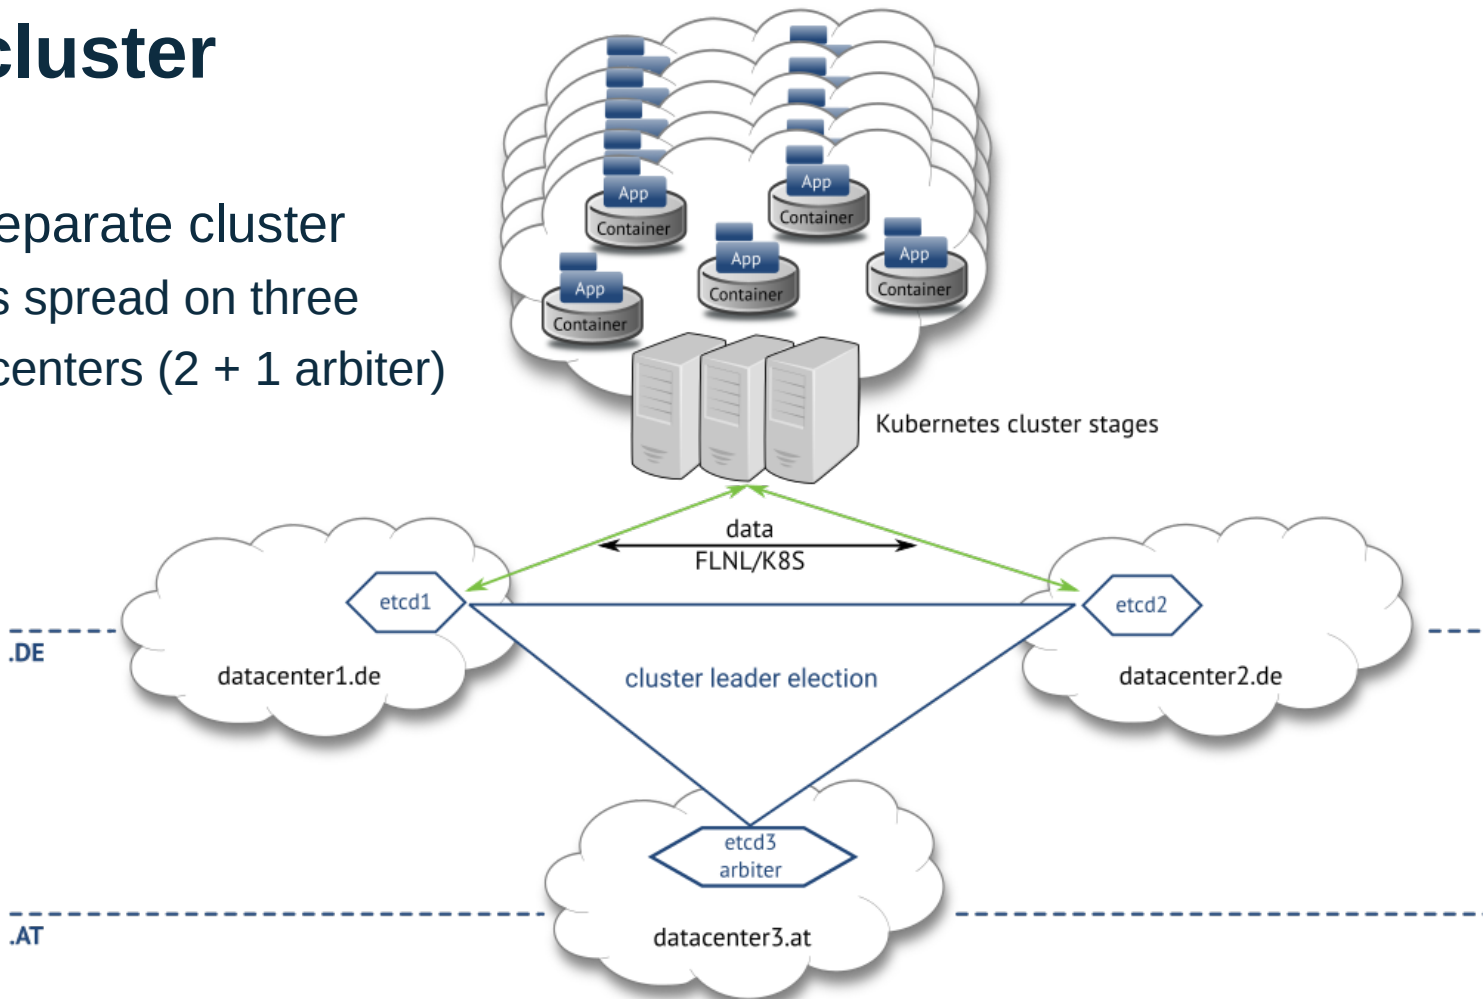 cluster
eparate cluster
s spread on three
centers (2 + 1 arbiter)
App
Container
App
Container
App
Container
App
Container
App
Container
Kubernetes cluster stages
data
FLNL/K8S
etcd1
etcd2
.DE
datacenter1.de
cluster leader election
datacenter2.de
etcd3
arbiter
.AT
datacenter3.at